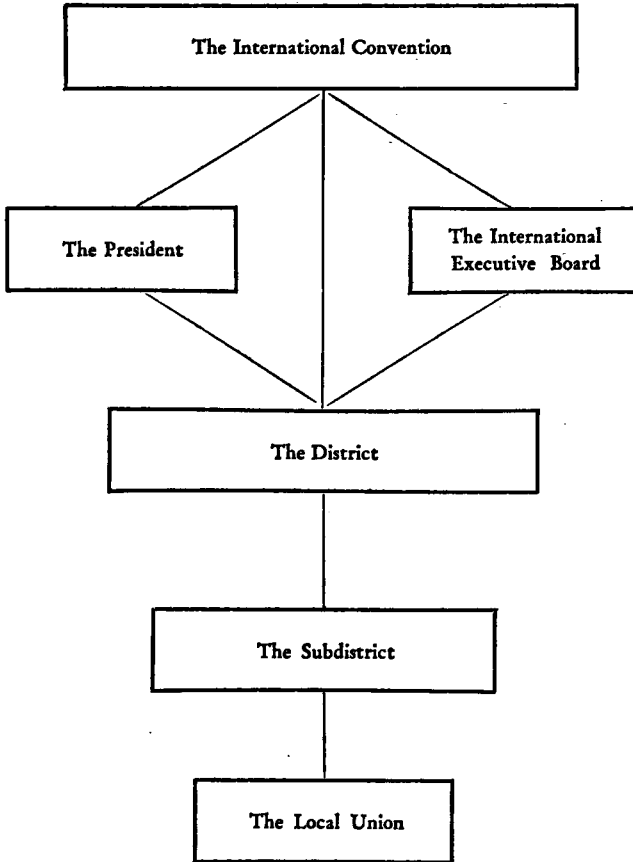 The International Convention
The President
The International
Executive Board
The District
The Subdistrict
The Local Union